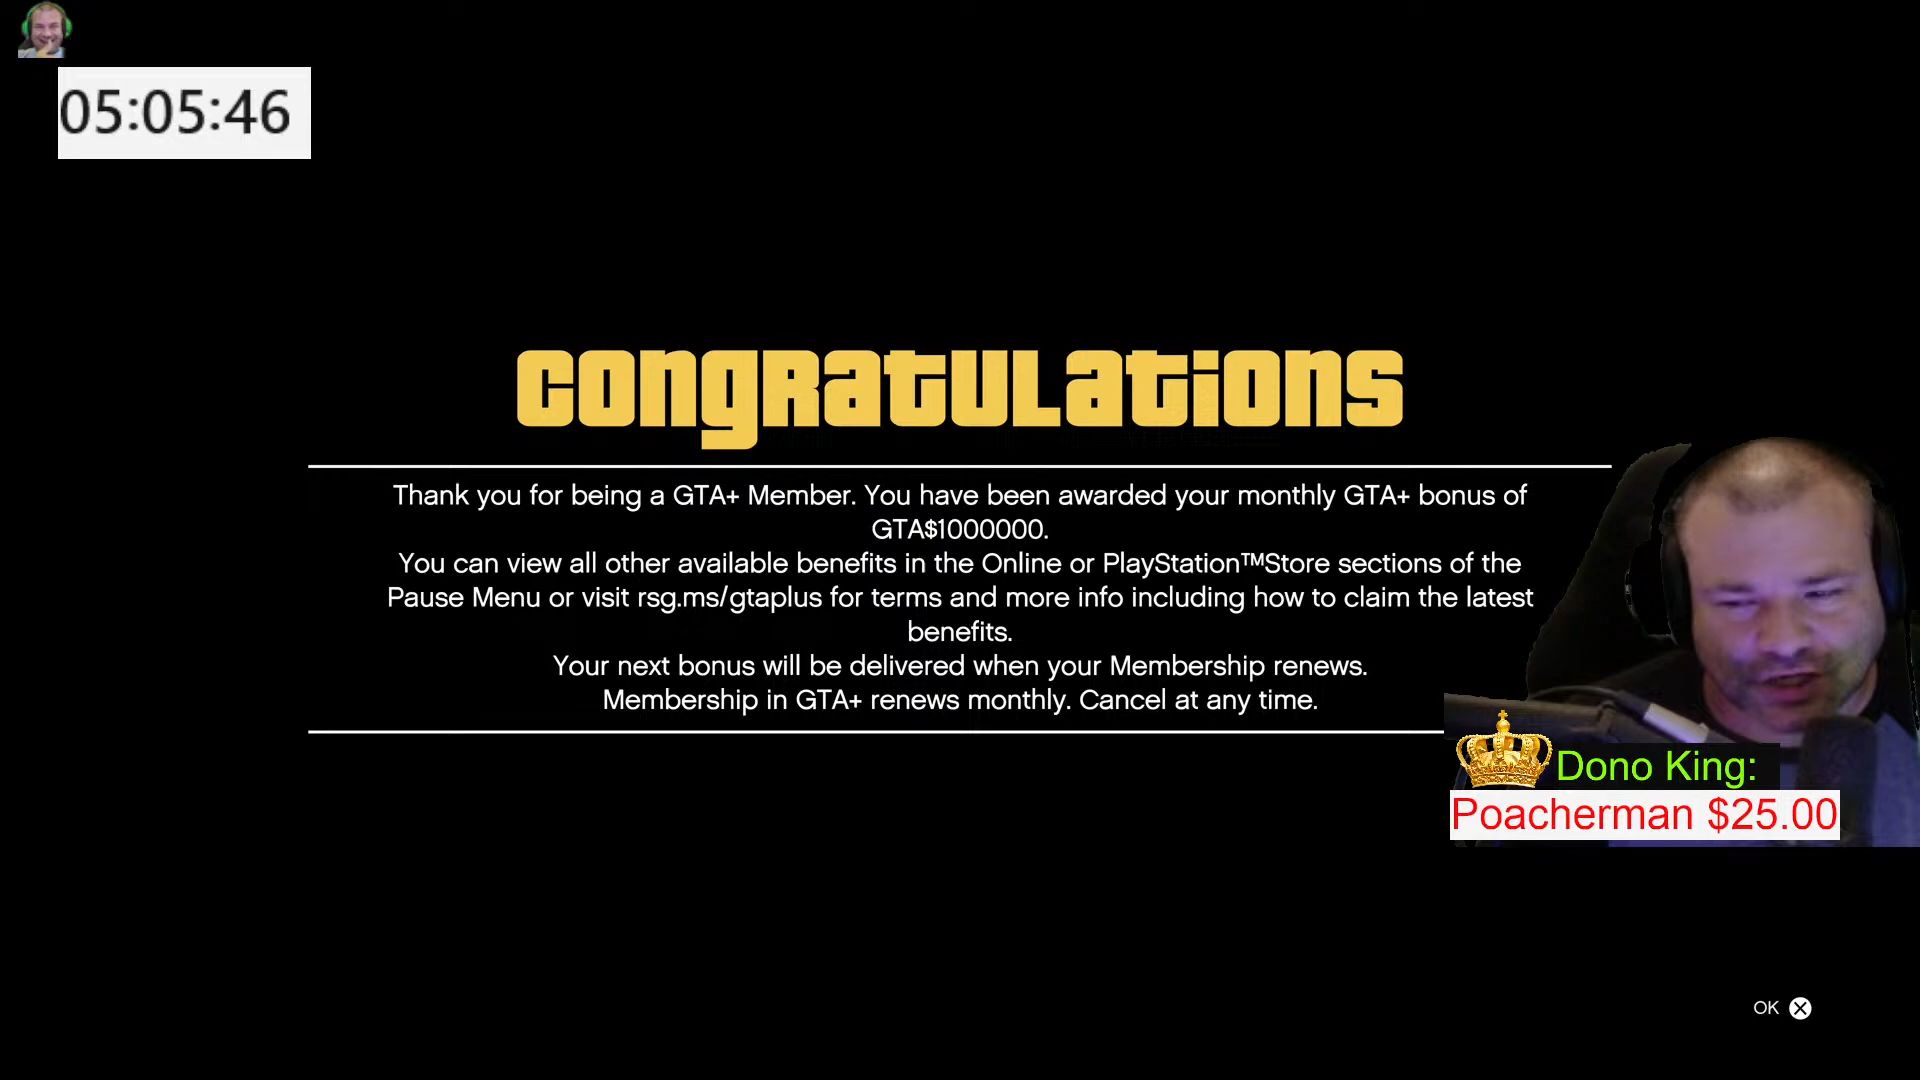 05:05:46
CONGRATULATIONS
Thank you for being a GTA+ Member. You have been awarded your monthly GTA+ bonus of
GTA$1000000.
You can view all other available benefits in the Online or PlayStation™Store sections of the
Pause Menu or visit rsg.ms/gtaplus for terms and more info including how to claim the latest
benefits.
Your next bonus will be delivered when your Membership renews.
Membership in GTA+ renews monthly. Cancel at any time.
Dono King:
Poacherman $25.00
OK